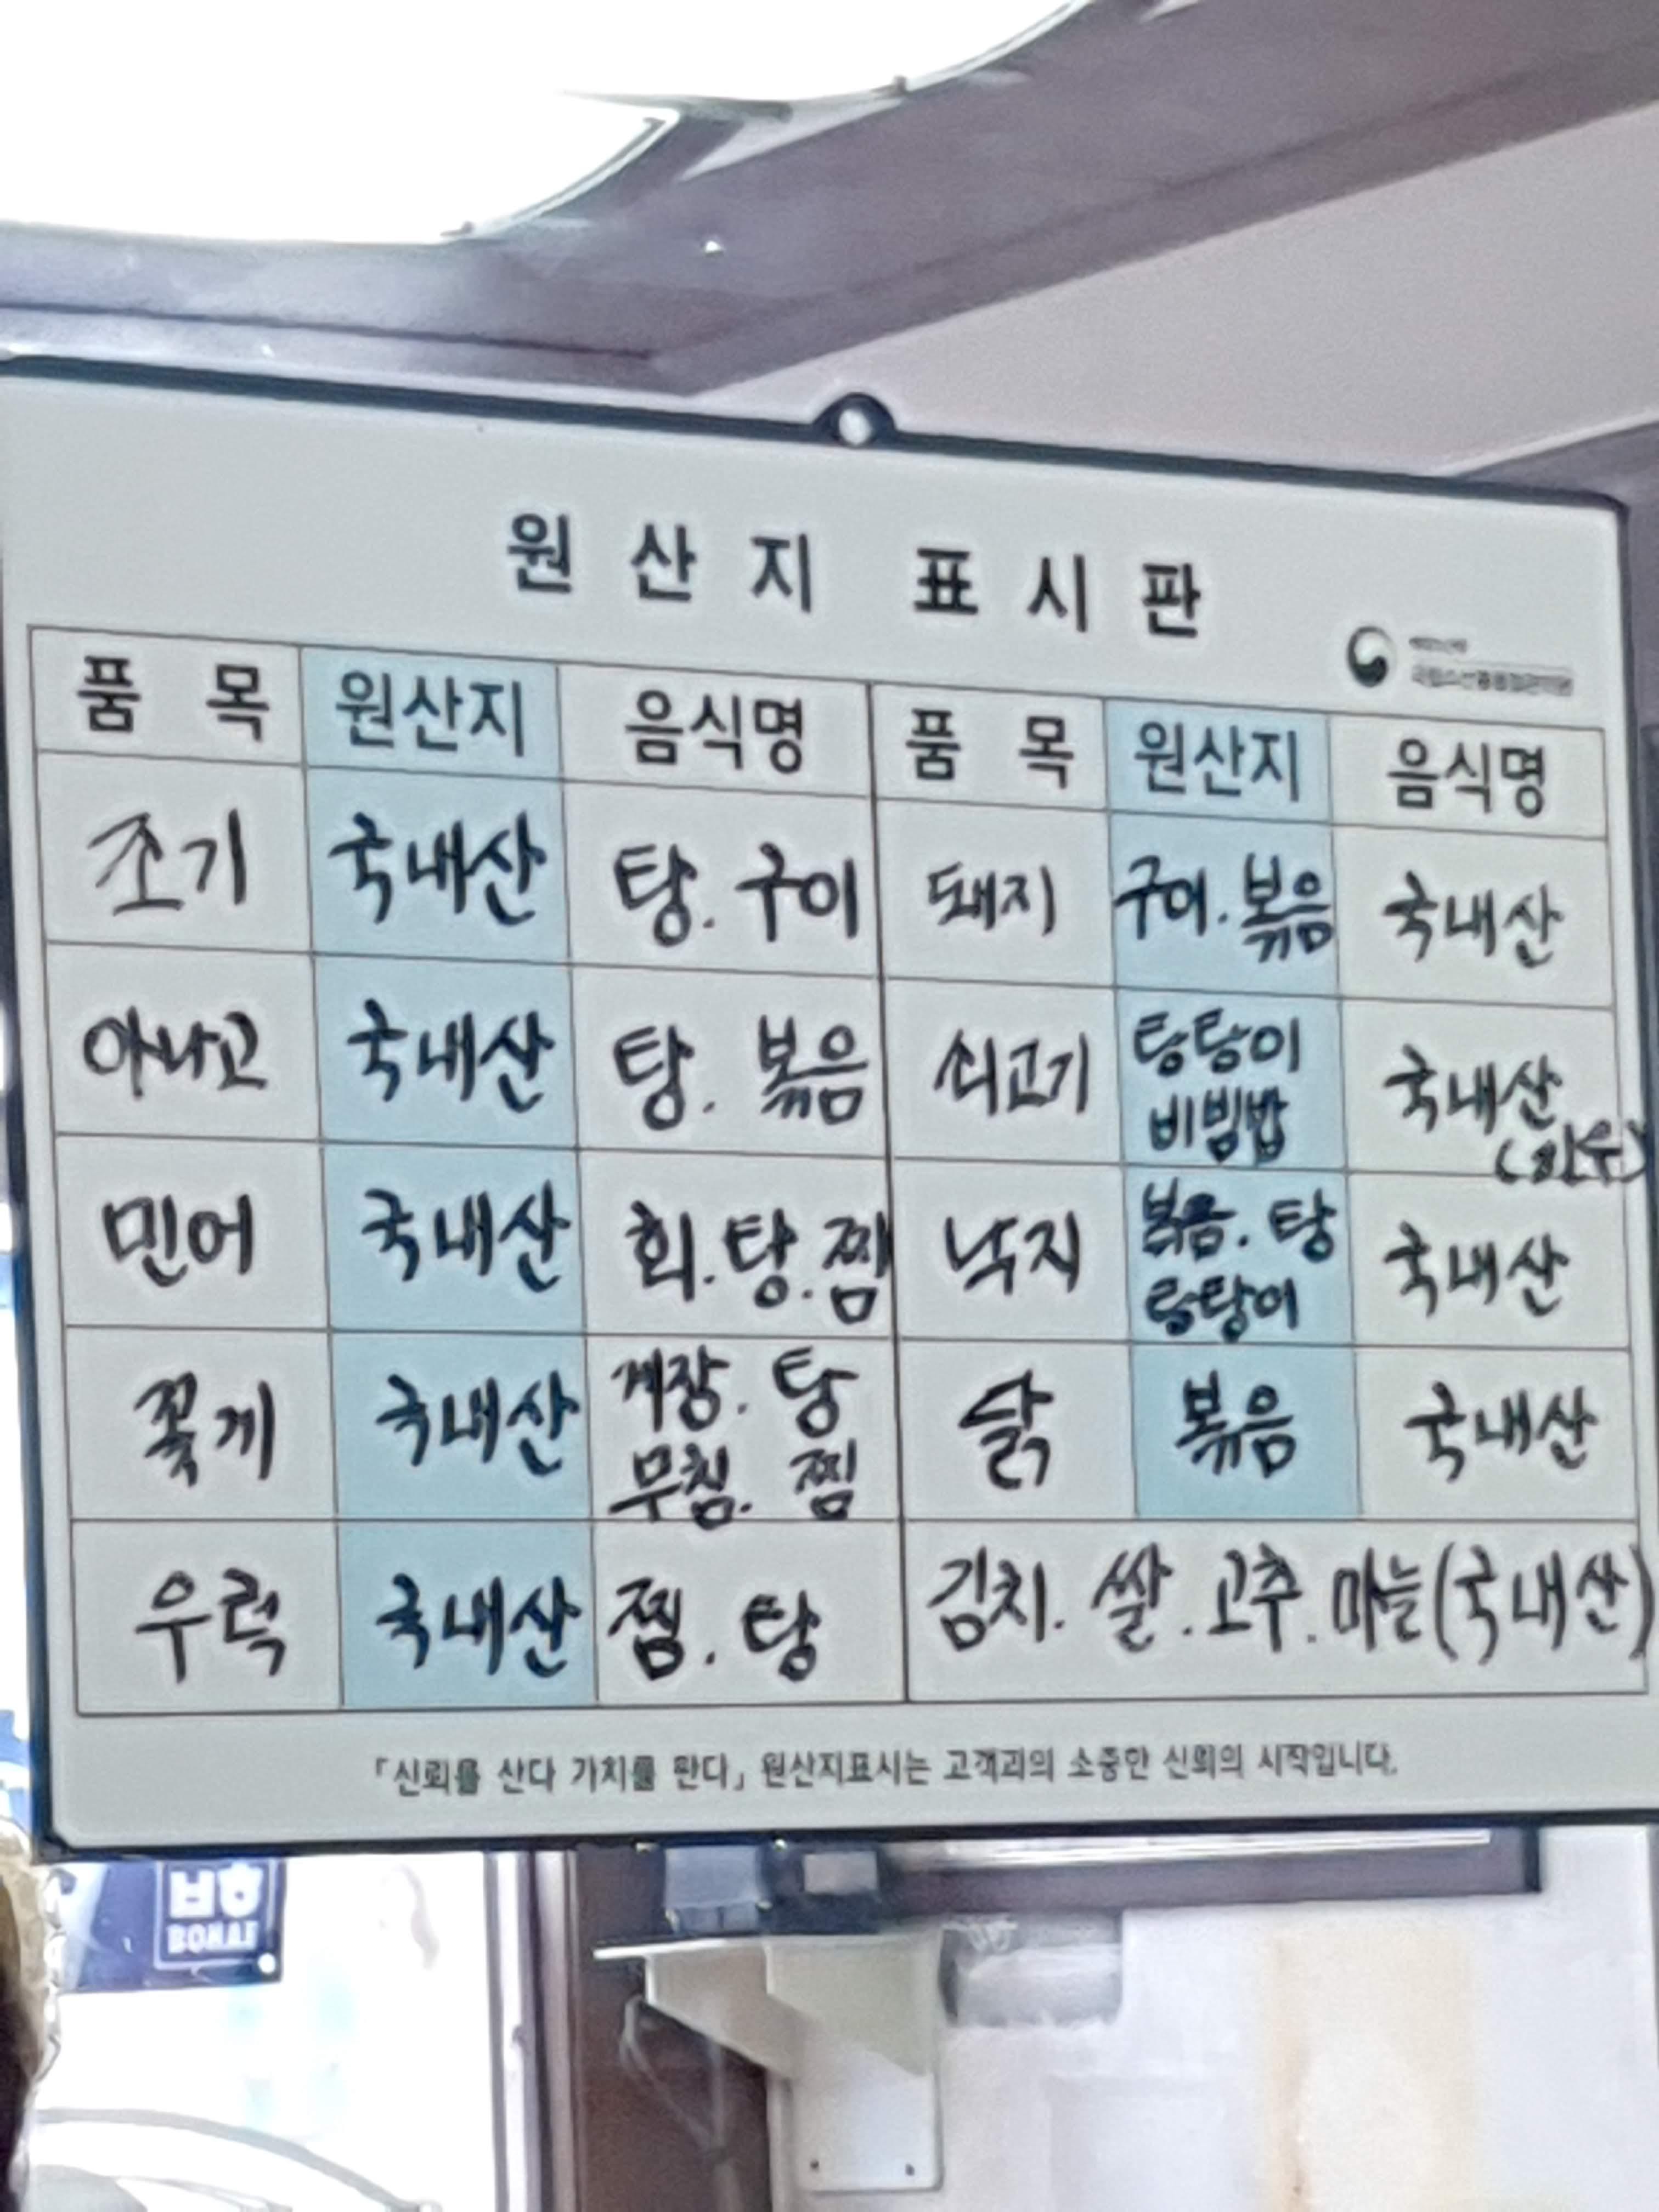 원산지 표시판
품목 원산지 음식명 품목 원산지 음식명
조기 국내산 탕. 구이 돼지 구이. 볶음 국내산
아나고 국내산 탕. 볶음 쇠고기 탕탕이 비빔밥 국내산
민어 국내산 회. 탕. 찜 낙지 볶음. 탕 탕탕이 국내산
꽃게 국내산 게장. 탕 무침. 찜 닭 볶음 국내산
우럭 국내산 찜. 탕 김치. 쌀. 고추. 마늘(국내산)
「신뢰를 산다 가치를 판다」 원산지표시는 고객과의 소중한 신뢰의 시작입니다.